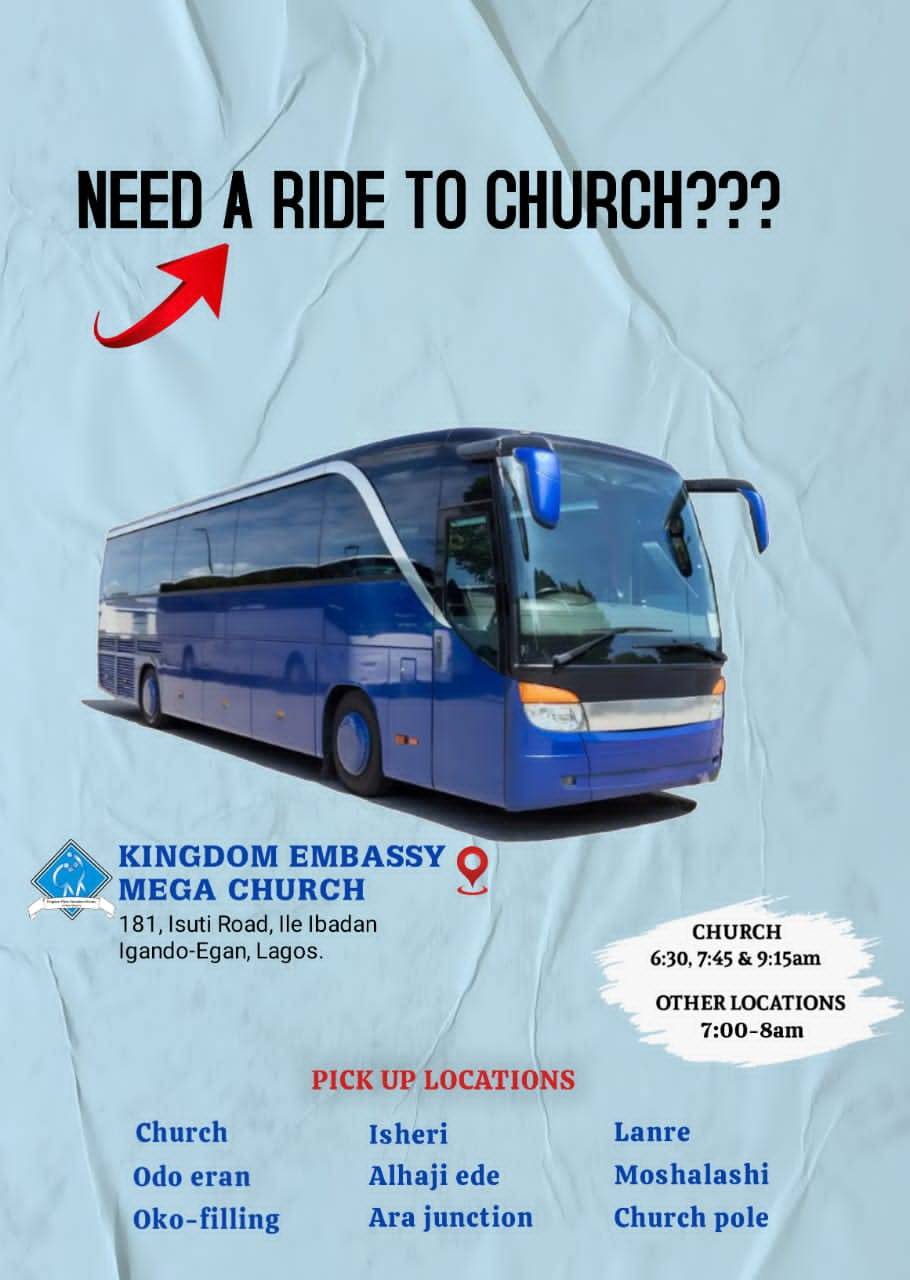 NEED A RIDE TO CHURCH???
KINGDOM EMBASSY
MEGA CHURCH
181, Isuti Road, Ile Ibadan
Igando-Egan, Lagos.
CHURCH
6:30, 7:45 & 9:15am
OTHER LOCATIONS
7:00-8am
PICK UP LOCATIONS
Church Isheri Lanre
Odo eran Alhaji ede Moshalashi
Oko-filling Ara junction Church pole